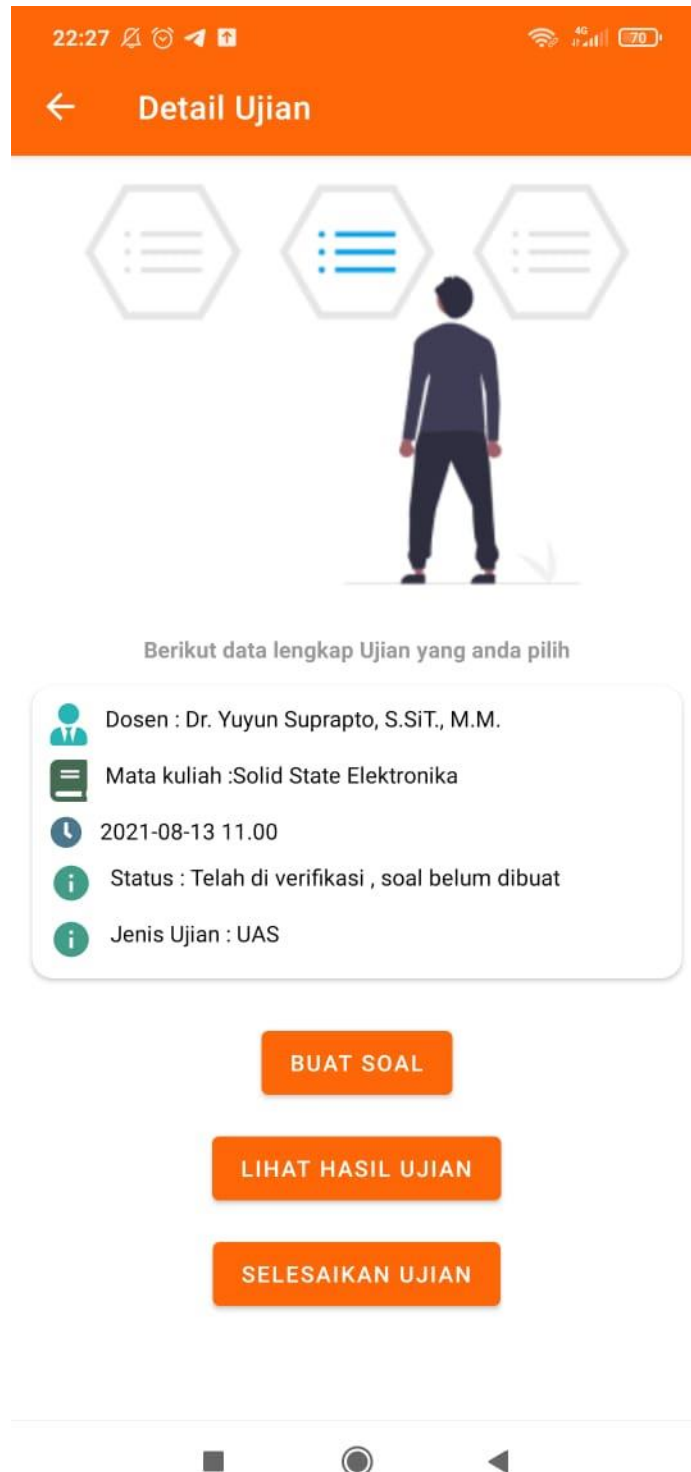 22:27
4G
70
Detail Ujian
Berikut data lengkap Ujian yang anda pilih
Dosen : Dr. Yuyun Suprapto, S.SiT., M.M.
Mata kuliah :Solid State Elektronika
2021-08-13 11.00
Status : Telah di verifikasi , soal belum dibuat
Jenis Ujian : UAS
BUAT SOAL
LIHAT HASIL UJIAN
SELESAIKAN UJIAN